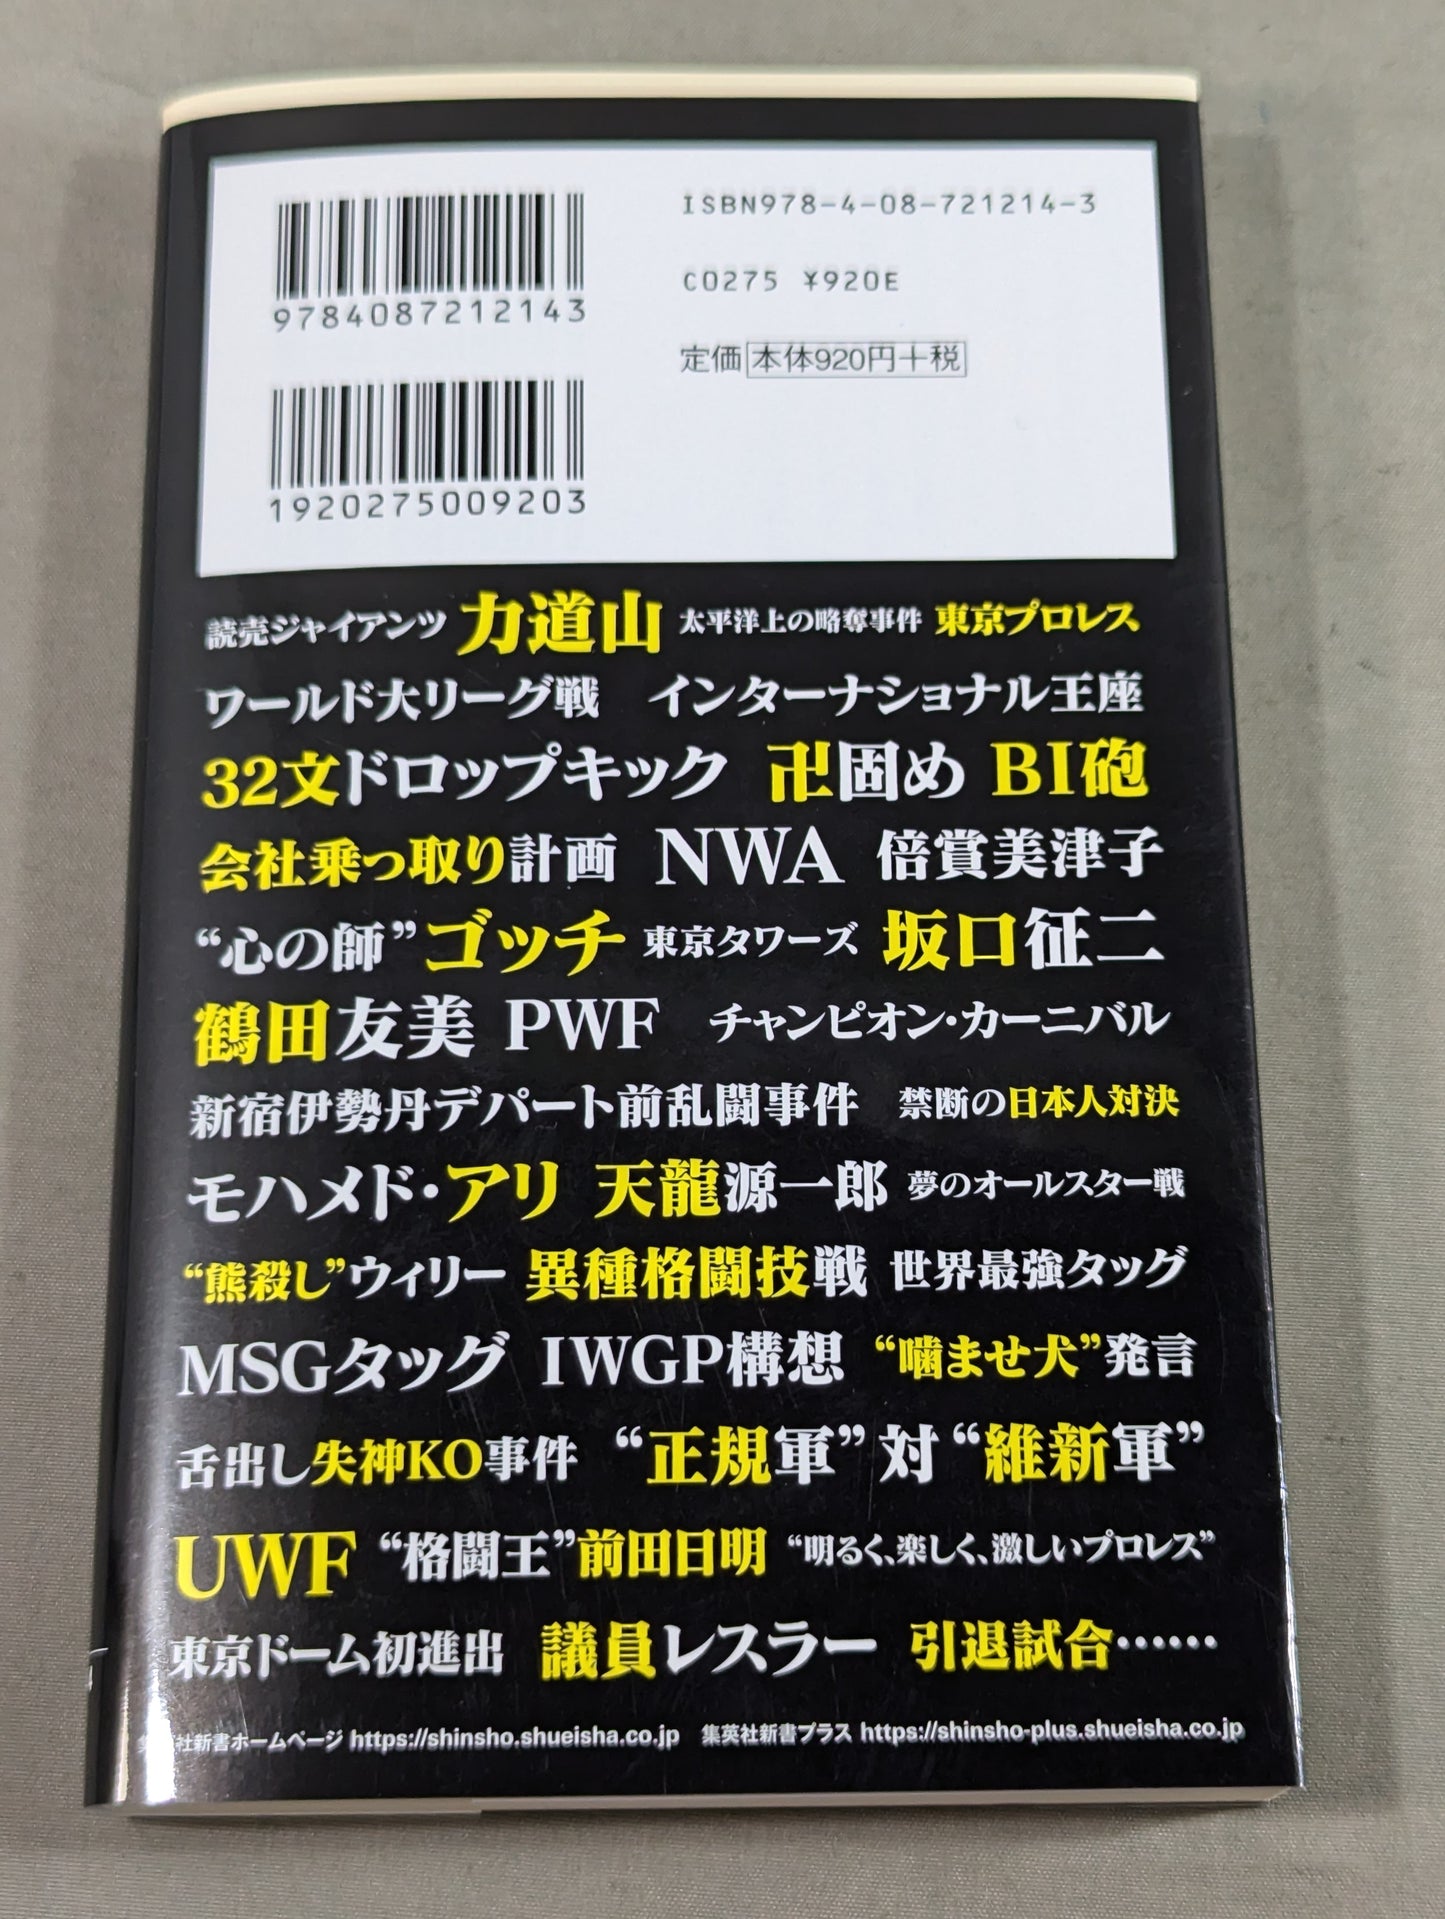 ISBN978-4-08-721214-3
9784087212143
C0275 ¥920E
定価 本体920円+税
1920275009203
読売ジャイアンツ 力道山 太平洋上の略奪事件 東京プロレス
ワールド大リーグ戦 インターナショナル王座
32文ドロップキック 卍固め BI砲
会社乗っ取り計画 NWA 倍賞美津子
“心の師”ゴッチ 東京タワーズ 坂口征二
鶴田友美 PWF チャンピオン・カーニバル
新宿伊勢丹デパート前乱闘事件 禁断の日本人対決
モハメド・アリ 天龍源一郎 夢のオールスター戦
“熊殺し”ウィリー 異種格闘技戦 世界最強タッグ
MSGタッグ IWGP構想 “噛ませ犬”発言
舌出し失神KO事件 “正規軍”対“維新軍”
UWF “格闘王”前田日明 “明るく、楽しく、激しいプロレス”
東京ドーム初進出 議員レスラー 引退試合……
集英社新書ホームページ https://shinsho.shueisha.co.jp 集英社新書プラス https://shinsho-plus.shueisha.co.jp